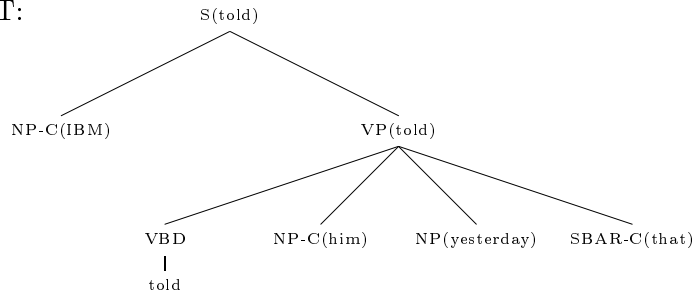 T:
S(told)
NP-C(IBM) VP(told)
VBD NP-C(him) NP(yesterday) SBAR-C(that)
told